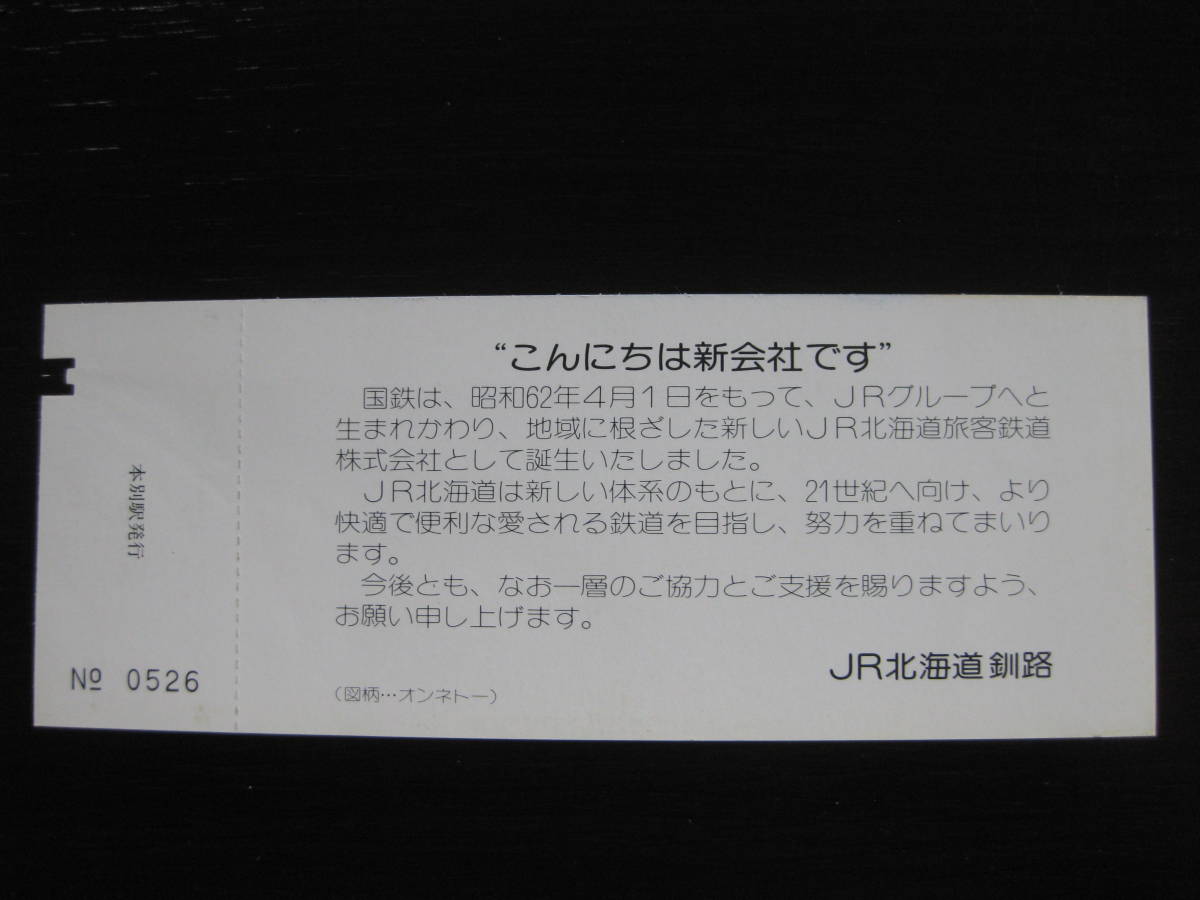 “こんにちは新会社です”
国鉄は、昭和62年4月1日をもって、JRグループへと
生まれかわり、地域に根ざした新しいJR北海道旅客鉄道
株式会社として誕生いたしました。
JR北海道は新しい体系のもとに、21世紀へ向け、より
快適で便利な愛される鉄道を目指し、努力を重ねてまいり
ます。
今後とも、なお一層のご協力とご支援を賜りますよう、
お願い申し上げます。
JR北海道 釧路
(図柄…オンネトー)
本別駅発行
№ 0526